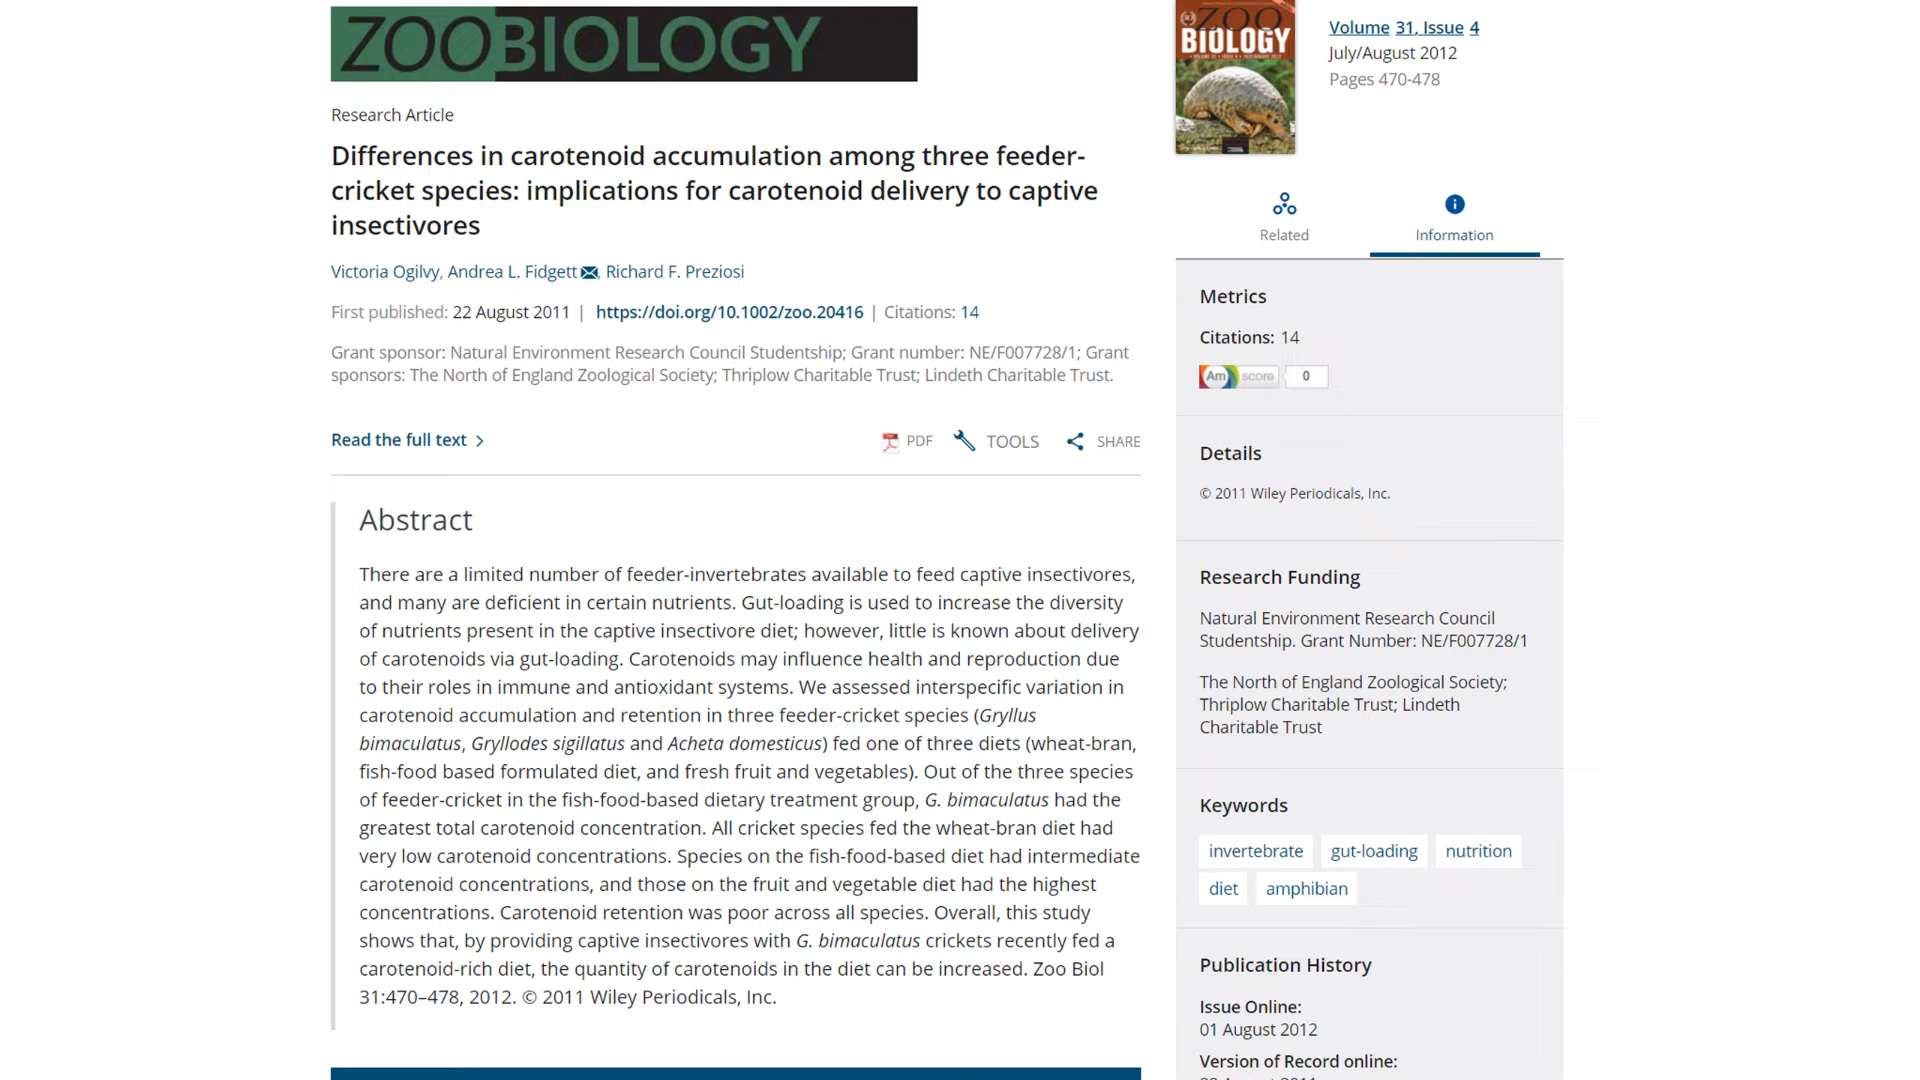 ZOOBIOLOGY
Research Article
Differences in carotenoid accumulation among three feeder-
cricket species: implications for carotenoid delivery to captive
insectivores
Victoria Ogilvy, Andrea L. Fidgett, Richard F. Preziosi
First published: 22 August 2011 | https://doi.org/10.1002/zoo.20416 | Citations: 14
Grant sponsor: Natural Environment Research Council Studentship; Grant number: NE/F007728/1; Grant
sponsors: The North of England Zoological Society; Thriplow Charitable Trust; Lindeth Charitable Trust.
Read the full text
PDF TOOLS SHARE
Abstract
There are a limited number of feeder-invertebrates available to feed captive insectivores,
and many are deficient in certain nutrients. Gut-loading is used to increase the diversity
of nutrients present in the captive insectivore diet; however, little is known about delivery
of carotenoids via gut-loading. Carotenoids may influence health and reproduction due
to their roles in immune and antioxidant systems. We assessed interspecific variation in
carotenoid accumulation and retention in three feeder-cricket species (Gryllus
bimaculatus, Gryllodes sigillatus and Acheta domesticus) fed one of three diets (wheat-bran,
fish-food based formulated diet, and fresh fruit and vegetables). Out of the three species
of feeder-cricket in the fish-food-based dietary treatment group, G. bimaculatus had the
greatest total carotenoid concentration. All cricket species fed the wheat-bran diet had
very low carotenoid concentrations. Species on the fish-food-based diet had intermediate
carotenoid concentrations, and those on the fruit and vegetable diet had the highest
concentrations. Carotenoid retention was poor across all species. Overall, this study
shows that, by providing captive insectivores with G. bimaculatus crickets recently fed a
carotenoid-rich diet, the quantity of carotenoids in the diet can be increased. Zoo Biol
31:470–478, 2012. © 2011 Wiley Periodicals, Inc.
ZOO
BIOLOGY
Volume 31, Issue 4
July/August 2012
Pages 470-478
Related
Information
Metrics
Citations: 14
Am score 0
Details
© 2011 Wiley Periodicals, Inc.
Research Funding
Natural Environment Research Council
Studentship. Grant Number: NE/F007728/1
The North of England Zoological Society;
Thriplow Charitable Trust; Lindeth
Charitable Trust
Keywords
invertebrate gut-loading nutrition
diet amphibian
Publication History
Issue Online:
01 August 2012
Version of Record online: